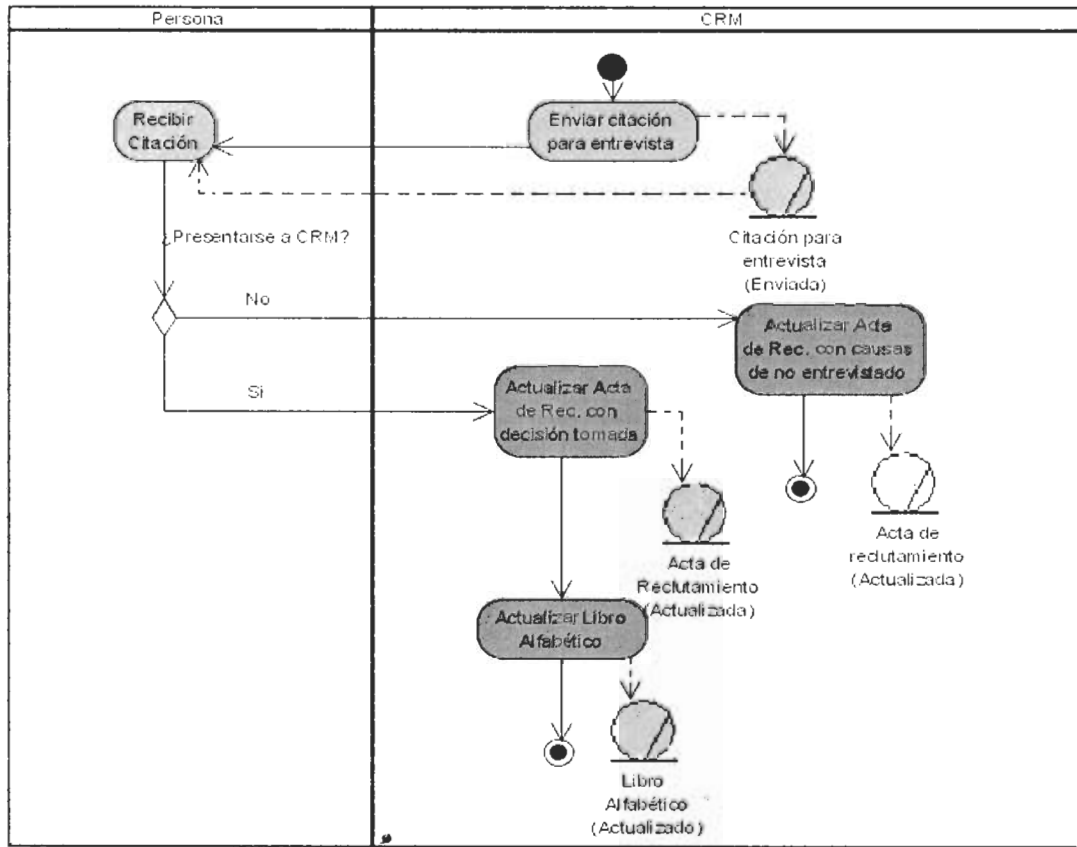 Persona
CRM
Recibir
Citación
Enviar citación
para entrevista
Citación para
entrevista
(Enviada)
¿Presentarse a CRM?
No
Si
Actualizar Acta
de Rec. con causas
de no entrevistado
Actualizar Acta
de Rec. con
decisión tomada
Acta de
reclutamiento
(Actualizada)
Acta de
Reclutamiento
(Actualizada)
Actualizar Libro
Alfabético
Libro
Alfabético
(Actualizado)